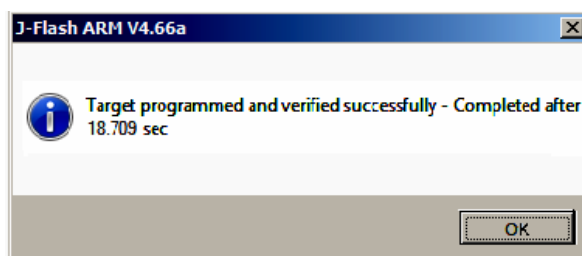 J-Flash ARM V4.66a
Target programmed and verified successfully - Completed after
18.709 sec
OK